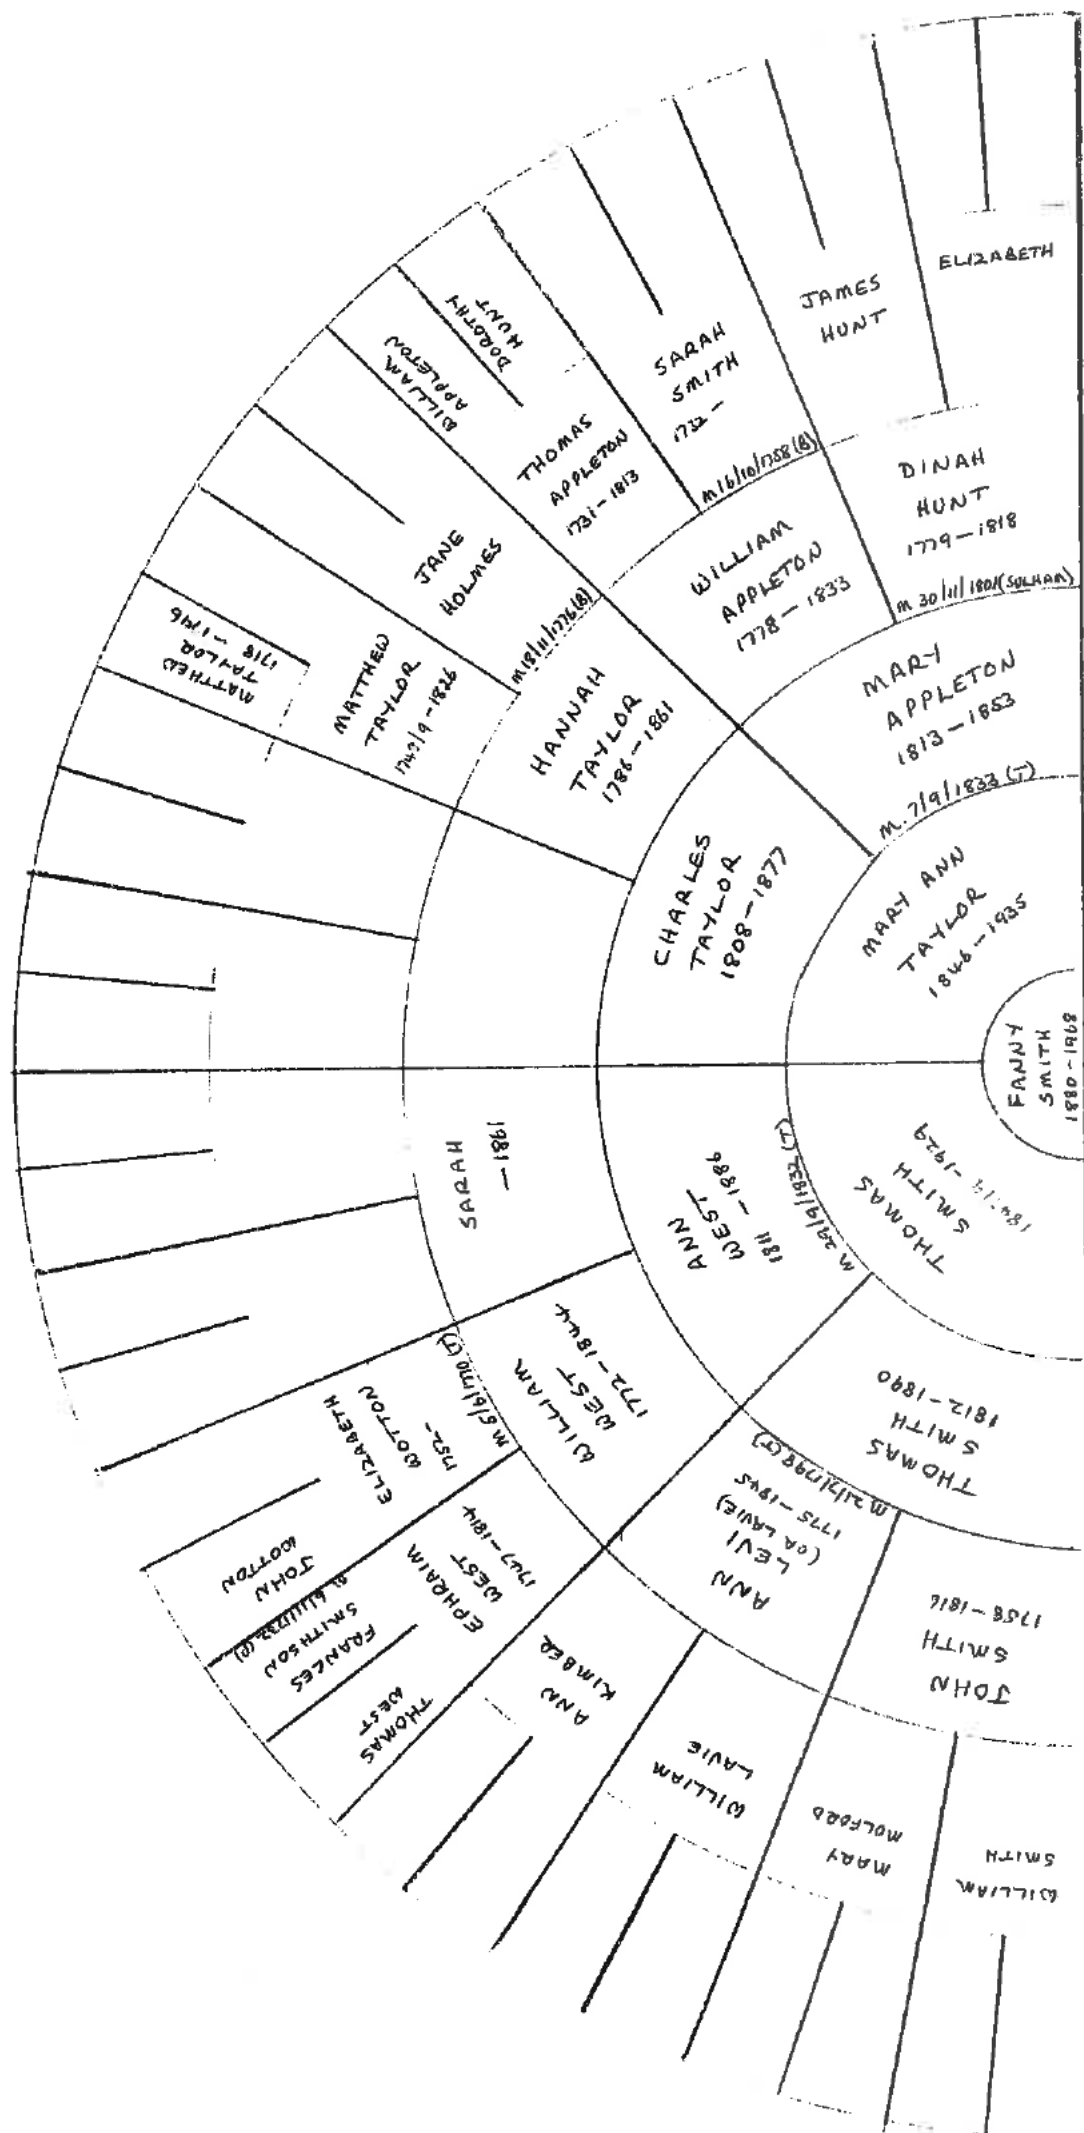 FANNY
SMITH
1880-1968
MARY ANN
TAYLOR
1846-1935
THOMAS
SMITH
-1929
MARY
APPLETON
1813-1853
m. 7/9/1833 (T)
CHARLES
TAYLOR
1808-1877
ANN
WEST
1811-1886
m 29/9/1832 (T)
THOMAS
SMITH
1812-1890
DINAH
HUNT
1779-1818
m 30/11/1801 (SULHAM)
WILLIAM
APPLETON
1778-1833
HANNAH
TAYLOR
1786-1861
SARAH
-1861
WILLIAM
WEST
1772-1844
ANN
LEVI
(OR LAVIE)
1775-1845
m 21/2/1798 (T)
JOHN
SMITH
1758-1816
ELIZABETH
JAMES
HUNT
SARAH
SMITH
1732-
m 16/10/1758 (B)
THOMAS
APPLETON
1731-1813
JANE
HOLMES
m 18/11/1776 (B)
MATTHEW
TAYLOR
1742/9-1826
ELIZABETH
WOTTON
1752-
m 5/6/1770 (T)
EPHRAIM
WEST
1747-1814
ANN
KIMBER
WILLIAM
LAVIE
MARY
MOLFORD
WILLIAM
SMITH
DOROTHY
HUNT
WILLIAM
APPLETON
MATTHEW
TAYLOR
1718-1746
JOHN
WOTTON
FRANCES
SMITHSON
THOMAS
WEST